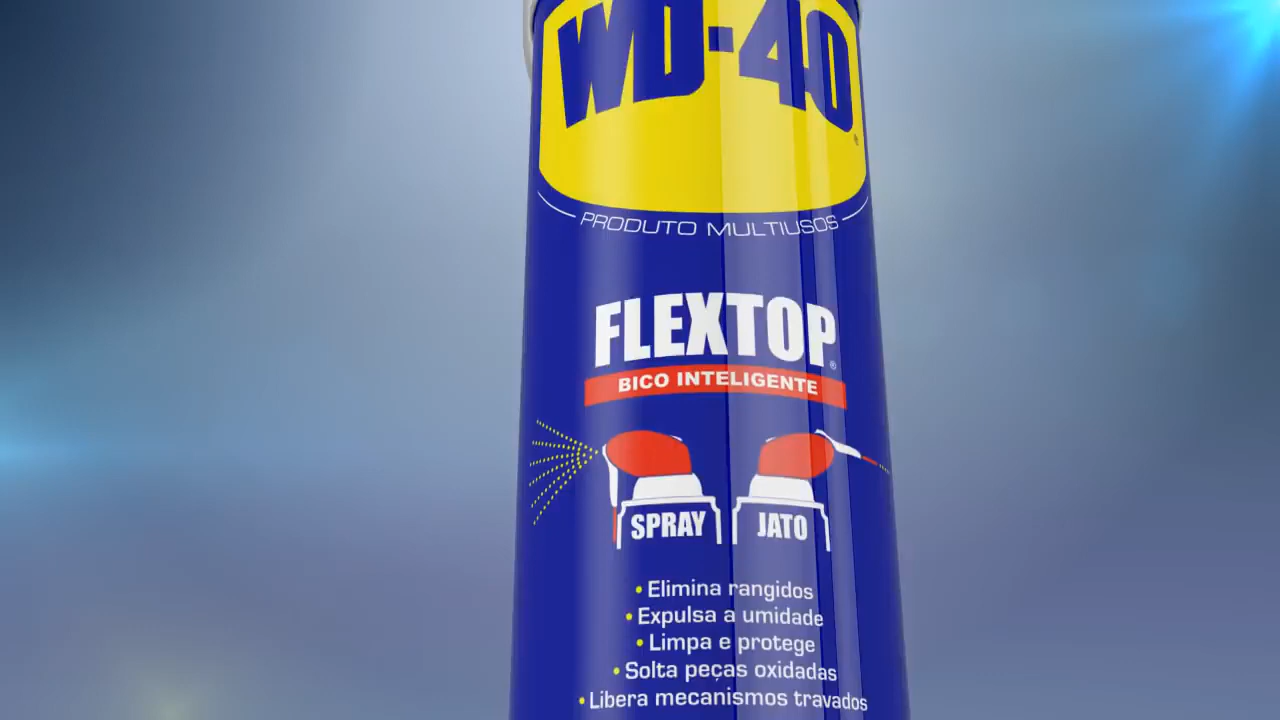 WD-40
®
PRODUTO MULTIUSOS
FLEXTOP®
BICO INTELIGENTE
SPRAY JATO
• Elimina rangidos
• Expulsa a umidade
• Limpa e protege
• Solta peças oxidadas
• Libera mecanismos travados